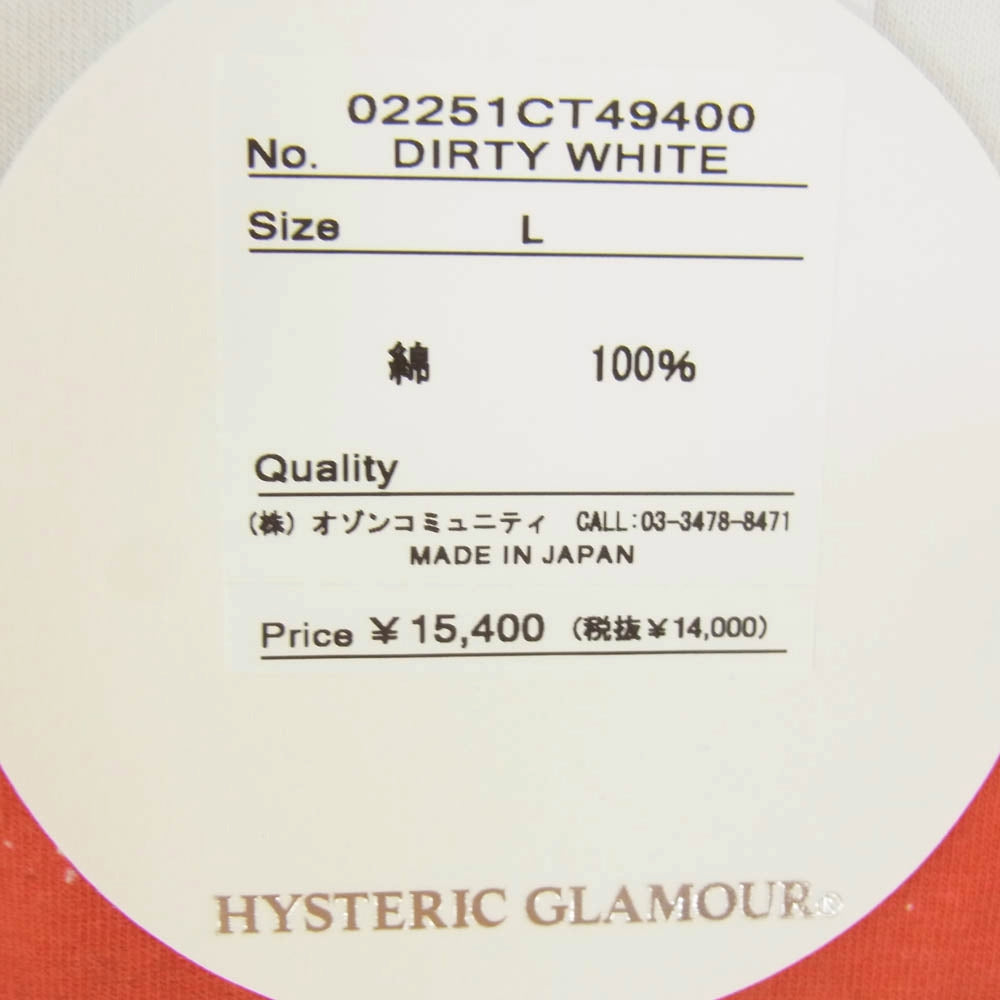 02251CT49400
No. DIRTY WHITE
Size L
綿 100%
Quality
(株) オゾンコミュニティ CALL:03-3478-8471
MADE IN JAPAN
Price ¥15,400 (税抜¥14,000)
HYSTERIC GLAMOUR®